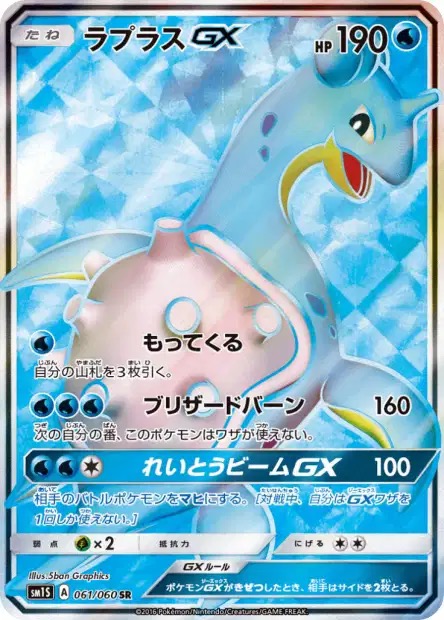 たね ラプラスGX HP 190
もってくる
自分の山札を3枚引く。
ブリザードバーン 160
次の自分の番、このポケモンはワザが使えない。
れいとうビームGX 100
相手のバトルポケモンをマヒにする。[対戦中、自分はGXワザを
1回しか使えない。]
弱点 ×2 抵抗力 にげる
GXルール
Illus.5ban Graphics
ポケモンGXがきぜつしたとき、相手はサイドを2枚とる。
SM1S A 061/060 SR
©2016 Pokémon/Nintendo/Creatures/GAME FREAK.